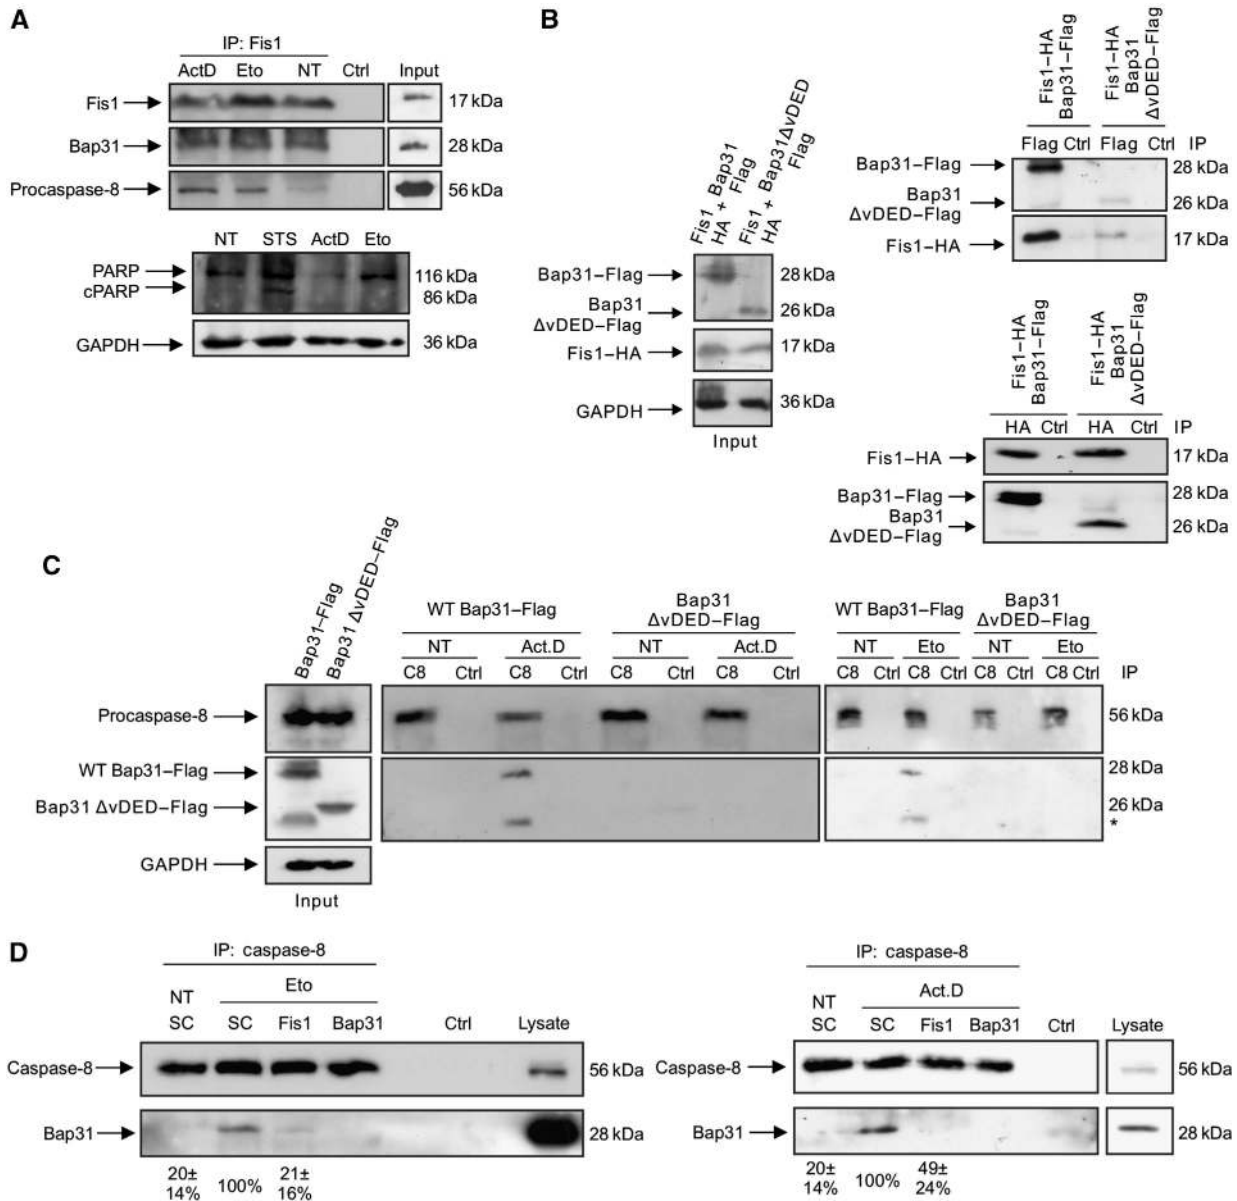 A
IP: Fis1
ActD Eto NT Ctrl Input
Fis1 17 kDa
Bap31 28 kDa
Procaspase-8 56 kDa
NT STS ActD Eto
PARP 116 kDa
cPARP 86 kDa
GAPDH 36 kDa
B
Fis1 + Bap31
HA + Flag
Fis1 + Bap31ΔvDED
HA + Flag
Bap31–Flag 28 kDa
Bap31
ΔvDED–Flag 26 kDa
Fis1–HA 17 kDa
GAPDH 36 kDa
Input
Fis1–HA
Bap31–Flag
Fis1–HA
Bap31
ΔvDED–Flag
Flag Ctrl Flag Ctrl IP
Bap31–Flag 28 kDa
Bap31
ΔvDED–Flag 26 kDa
Fis1–HA 17 kDa
Fis1–HA
Bap31–Flag
Fis1–HA
Bap31
ΔvDED–Flag
HA Ctrl HA Ctrl IP
Fis1–HA 17 kDa
Bap31–Flag 28 kDa
Bap31
ΔvDED–Flag 26 kDa
C
Bap31–Flag
Bap31 ΔvDED–Flag
WT Bap31–Flag
Bap31
ΔvDED–Flag
WT Bap31–Flag
Bap31
ΔvDED–Flag
NT Act.D NT Act.D NT Eto NT Eto
C8 Ctrl C8 Ctrl C8 Ctrl C8 Ctrl C8 Ctrl C8 Ctrl C8 Ctrl C8 Ctrl IP
Procaspase-8 56 kDa
WT Bap31–Flag 28 kDa
Bap31 ΔvDED–Flag 26 kDa
*
GAPDH
Input
D
IP: caspase-8
Eto
NT
SC SC Fis1 Bap31 Ctrl Lysate
Caspase-8 56 kDa
Bap31 28 kDa
20±
14% 100% 21±
16%
IP: caspase-8
Act.D
NT
SC SC Fis1 Bap31 Ctrl Lysate
Caspase-8 56 kDa
Bap31 28 kDa
20±
14% 100% 49±
24%